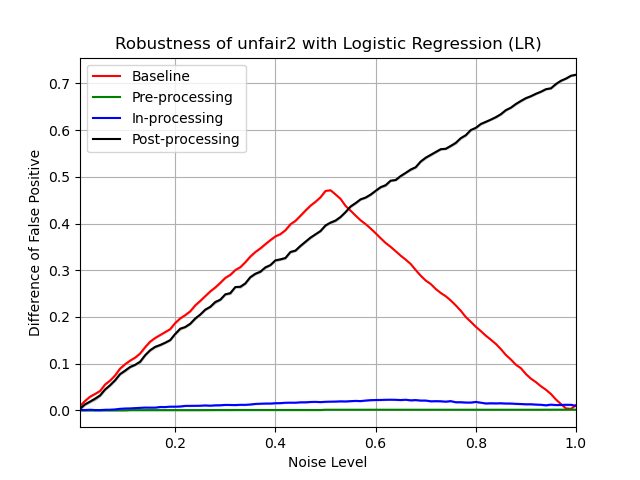 Robustness of unfair2 with Logistic Regression (LR)
Baseline
Pre-processing
In-processing
Post-processing
Difference of False Positive
0.7
0.6
0.5
0.4
0.3
0.2
0.1
0.0
0.2
0.4
0.6
0.8
1.0
Noise Level